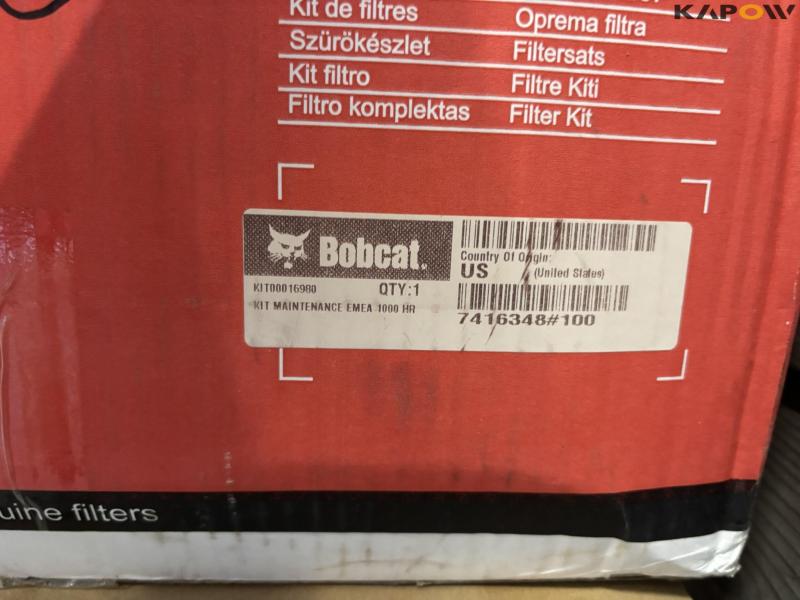 KAPOW
Kit de filtres
Oprema filtra
Szürőkészlet
Filtersats
Kit filtro
Filtre Kiti
Filtro komplektas
Filter Kit
Bobcat.
Country Of Origin:
US (United States)
KIT00016980 QTY:1
KIT MAINTENANCE EMEA 1000 HR
7416348#100
uine filters